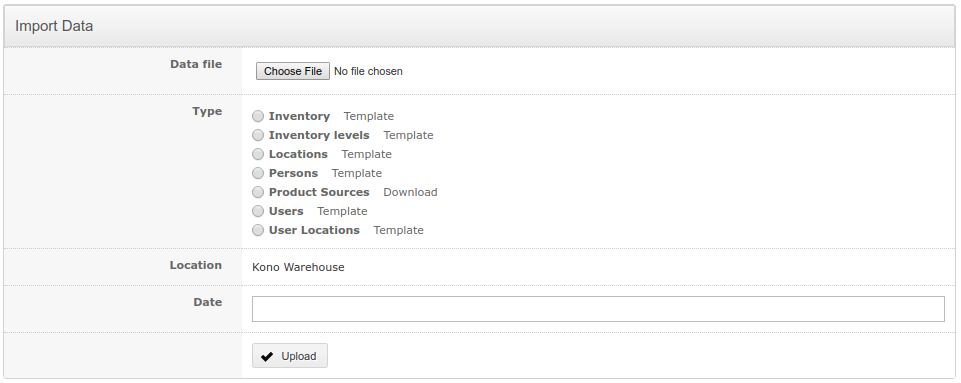 Import Data
Data file Choose File No file chosen
Type
Inventory Template
Inventory levels Template
Locations Template
Persons Template
Product Sources Download
Users Template
User Locations Template
Location Kono Warehouse
Date
Upload